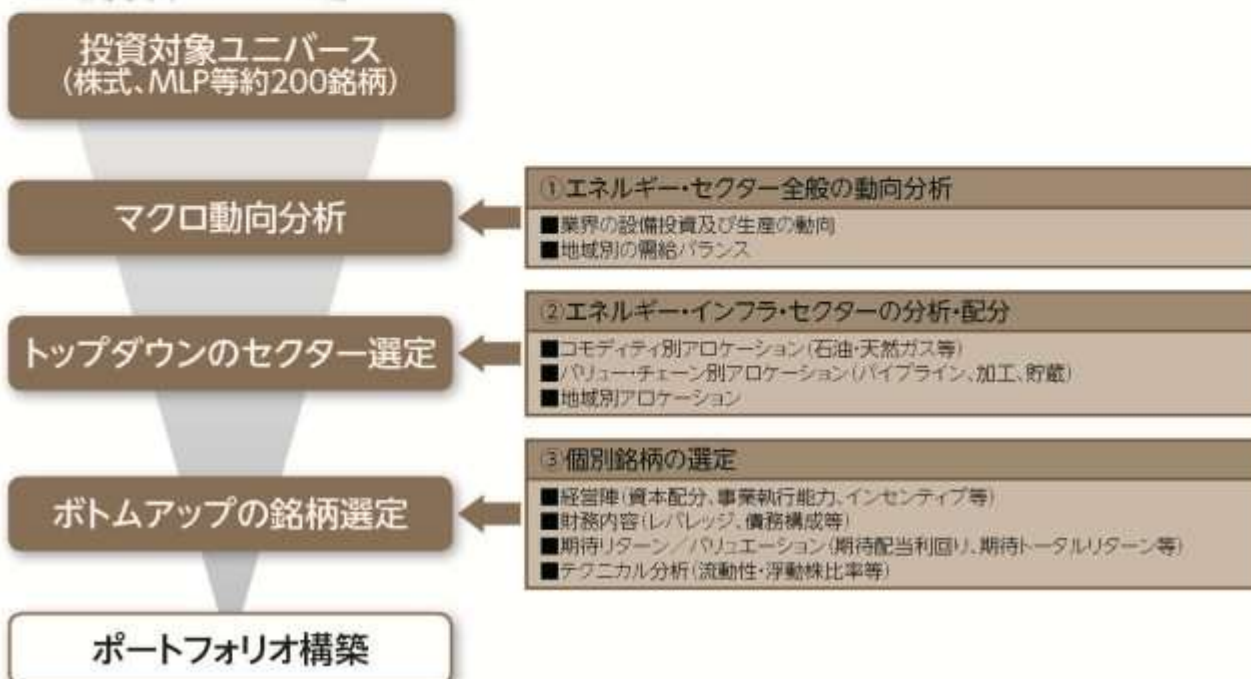 投資対象ユニバース
(株式、MLP等約200銘柄)
マクロ動向分析
①エネルギー・セクター全般の動向分析
■業界の設備投資及び生産の動向
■地域別の需給バランス
トップダウンのセクター選定
②エネルギー・インフラ・セクターの分析・配分
■コモディティ別アロケーション(石油・天然ガス等)
■バリュー・チェーン別アロケーション(パイプライン、加工、貯蔵)
■地域別アロケーション
ボトムアップの銘柄選定
③個別銘柄の選定
■経営陣(資本配分、事業執行能力、インセンティブ等)
■財務内容(レバレッジ、債務構成等)
■期待リターン/バリュエーション(期待配当利回り、期待トータルリターン等)
■テクニカル分析(流動性・浮動株比率等)
ポートフォリオ構築